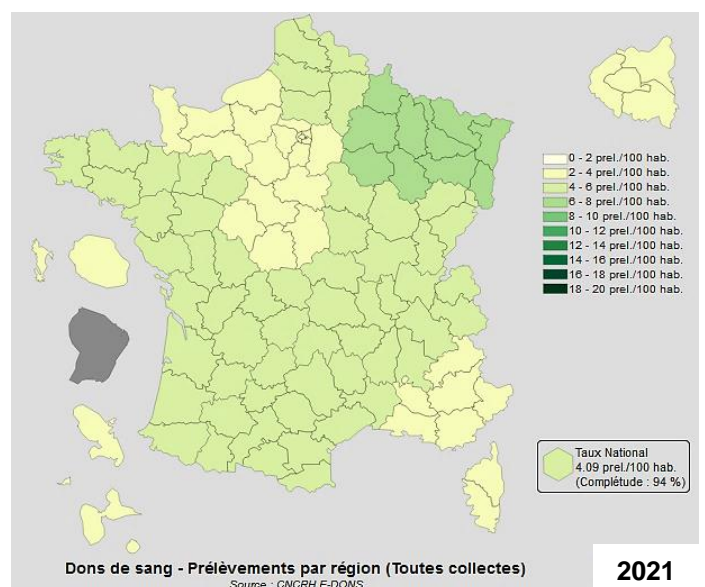 0 - 2 prel./100 hab.
2 - 4 prel./100 hab.
4 - 6 prel./100 hab.
6 - 8 prel./100 hab.
8 - 10 prel./100 hab.
10 - 12 prel./100 hab.
12 - 14 prel./100 hab.
14 - 16 prel./100 hab.
16 - 18 prel./100 hab.
18 - 20 prel./100 hab.
Taux National
4.09 prel./100 hab.
(Complétude : 94 %)
Dons de sang - Prélèvements par région (Toutes collectes)
Source : CNCRH E-DONS
2021